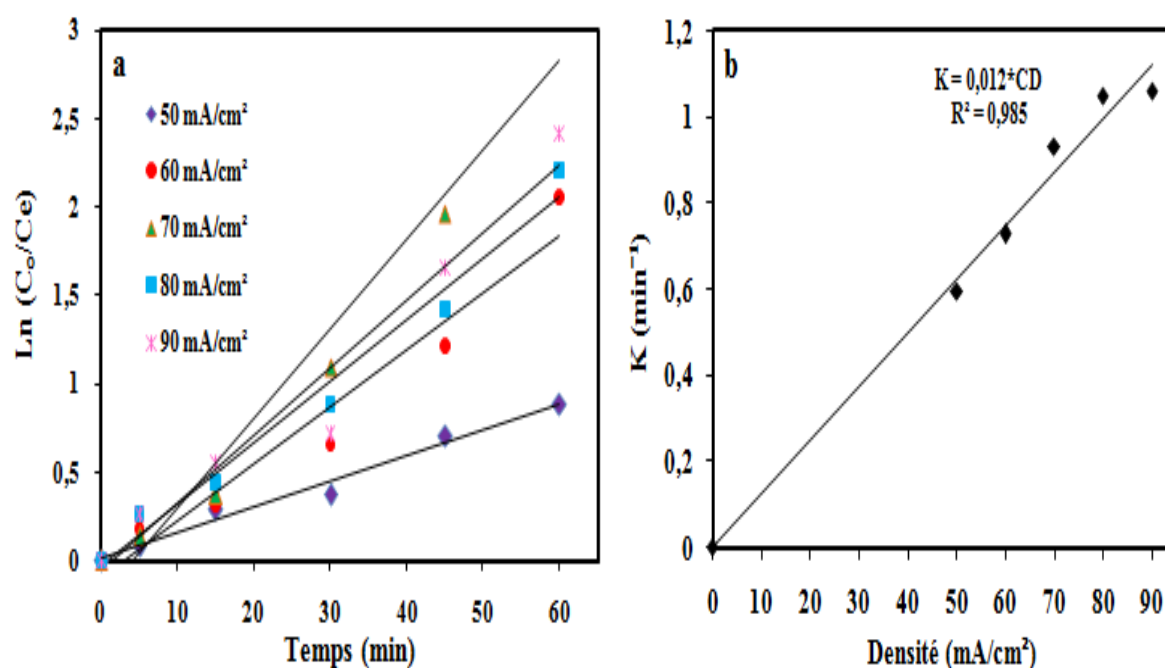 a
50 mA/cm²
60 mA/cm²
70 mA/cm²
80 mA/cm²
90 mA/cm²
Ln (C₀/Ce)
3
2,5
2
1,5
1
0,5
0
0 10 20 30 40 50 60
Temps (min)
b
K = 0,012*CD
R² = 0,985
K (min⁻¹)
1,2
1
0,8
0,6
0,4
0,2
0
0 10 20 30 40 50 60 70 80 90
Densité (mA/cm²)